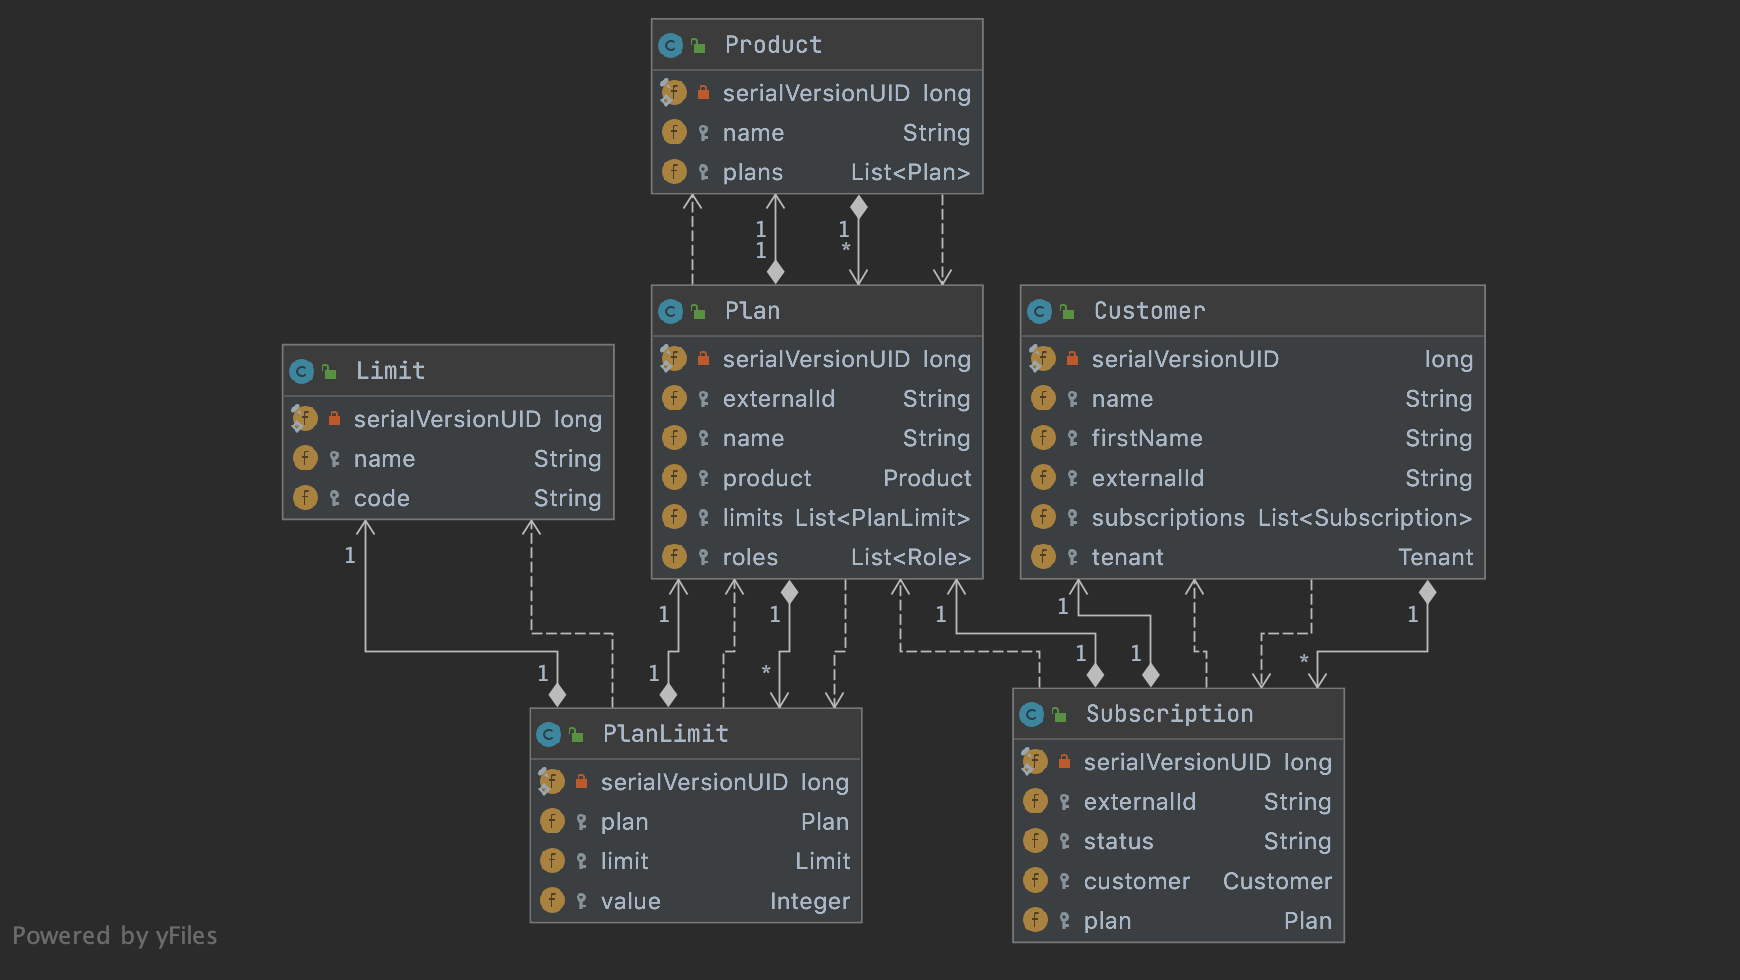 Product
serialVersionUID long
name String
plans List<Plan>
1
1
1
*
Plan
serialVersionUID long
externalId String
name String
product Product
limits List<PlanLimit>
roles List<Role>
Customer
serialVersionUID long
name String
firstName String
externalId String
subscriptions List<Subscription>
tenant Tenant
Limit
serialVersionUID long
name String
code String
1
1
1
1
1
*
1
1
1
1
1
*
PlanLimit
serialVersionUID long
plan Plan
limit Limit
value Integer
Subscription
serialVersionUID long
externalId String
status String
customer Customer
plan Plan
Powered by yFiles